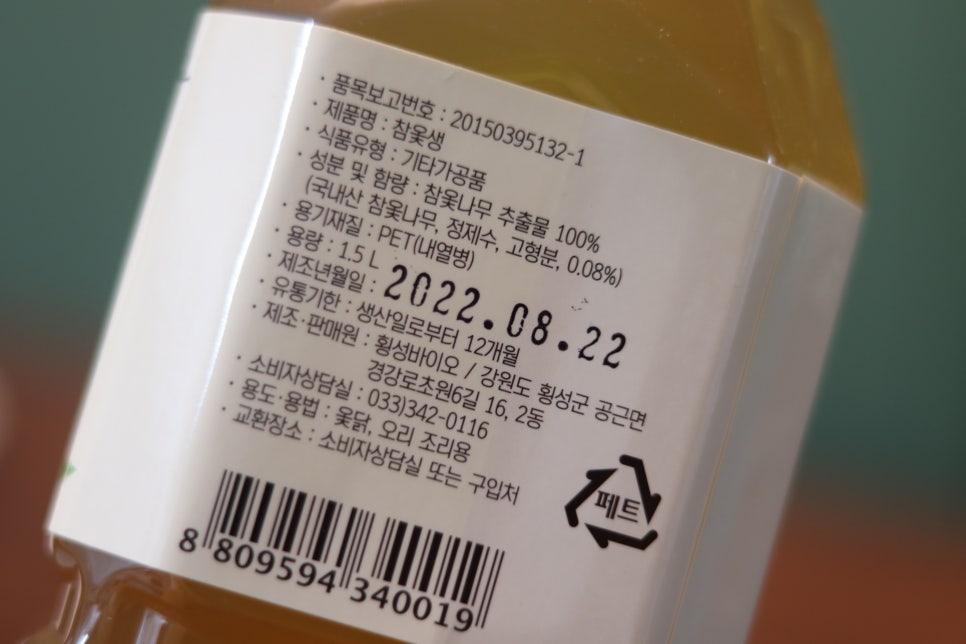 · 품목보고번호 : 20150395132-1
· 제품명 : 참옻생
· 식품유형 : 기타가공품
· 성분 및 함량 : 참옻나무 추출물 100%
(국내산 참옻나무, 정제수, 고형분, 0.08%)
· 용기재질 : PET(내열병)
· 용량 : 1.5 L
· 제조년월일 : 2022.08.22
· 유통기한 : 생산일로부터 12개월
· 제조·판매원 : 횡성바이오 / 강원도 횡성군 공근면
경강로초원6길 16, 2동
· 소비자상담실 : 033)342-0116
· 용도·용법 : 옻닭, 오리 조리용
· 교환장소 : 소비자상담실 또는 구입처
페트
8 809594 340019